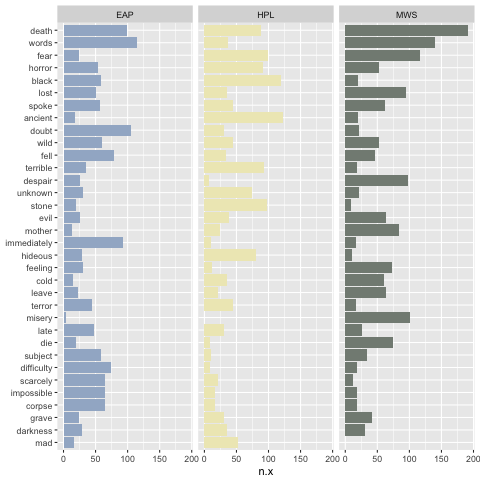 EAP HPL MWS
death
words
fear
horror
black
lost
spoke
ancient
doubt
wild
fell
terrible
despair
unknown
stone
evil
mother
immediately
hideous
feeling
cold
leave
terror
misery
late
die
subject
difficulty
scarcely
impossible
corpse
grave
darkness
mad
0 50 100 150 200 0 50 100 150 200 0 50 100 150 200
n.x